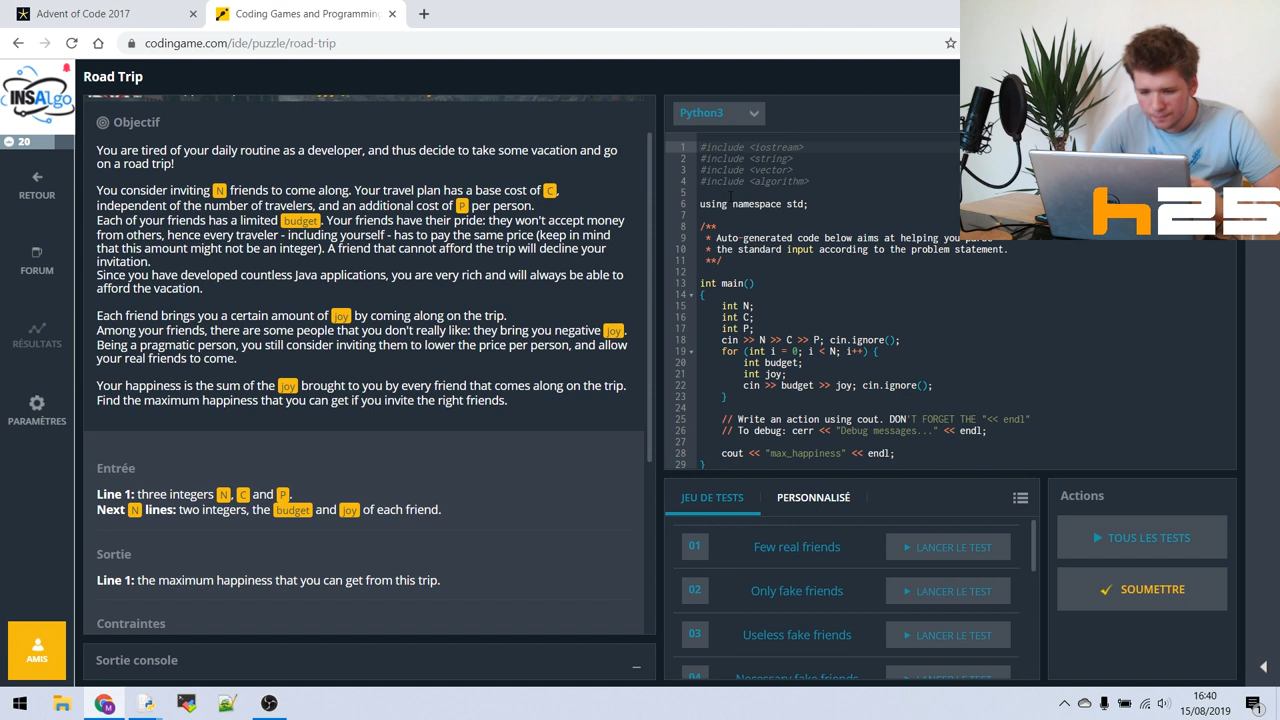 Advent of Code 2017
Coding Games and Programming
codingame.com/ide/puzzle/road-trip
INSAlgo
20
RETOUR
FORUM
RÉSULTATS
PARAMÈTRES
AMIS
Road Trip
Objectif
You are tired of your daily routine as a developer, and thus decide to take some vacation and go
on a road trip!
You consider inviting N friends to come along. Your travel plan has a base cost of C,
independent of the number of travelers, and an additional cost of P per person.
Each of your friends has a limited budget. Your friends have their pride: they won't accept money
from others, hence every traveler - including yourself - has to pay the same price (keep in mind
that this amount might not be an integer). A friend that cannot afford the trip will decline your
invitation.
Since you have developed countless Java applications, you are very rich and will always be able to
afford the vacation.
Each friend brings you a certain amount of joy by coming along on the trip.
Among your friends, there are some people that you don't really like: they bring you negative joy.
Being a pragmatic person, you still consider inviting them to lower the price per person, and allow
your real friends to come.
Your happiness is the sum of the joy brought to you by every friend that comes along on the trip.
Find the maximum happiness that you can get if you invite the right friends.
Entrée
Line 1: three integers N, C and P.
Next N lines: two integers, the budget and joy of each friend.
Sortie
Line 1: the maximum happiness that you can get from this trip.
Contraintes
Sortie console
Python3
1 #include <iostream>
2 #include <string>
3 #include <vector>
4 #include <algorithm>
5
6 using namespace std;
7
8 /**
9 * Auto-generated code below aims at helping you parse
10 * the standard input according to the problem statement.
11 **/
12
13 int main()
14 {
15 int N;
16 int C;
17 int P;
18 cin >> N >> C >> P; cin.ignore();
19 for (int i = 0; i < N; i++) {
20 int budget;
21 int joy;
22 cin >> budget >> joy; cin.ignore();
23 }
24
25 // Write an action using cout. DON'T FORGET THE "<< endl"
26 // To debug: cerr << "Debug messages..." << endl;
27
28 cout << "max_happiness" << endl;
29 }
JEU DE TESTS
PERSONNALISÉ
01 Few real friends LANCER LE TEST
02 Only fake friends LANCER LE TEST
03 Useless fake friends LANCER LE TEST
04 Necessary fake friends
Actions
TOUS LES TESTS
SOUMETTRE
h25
16:40
15/08/2019
1